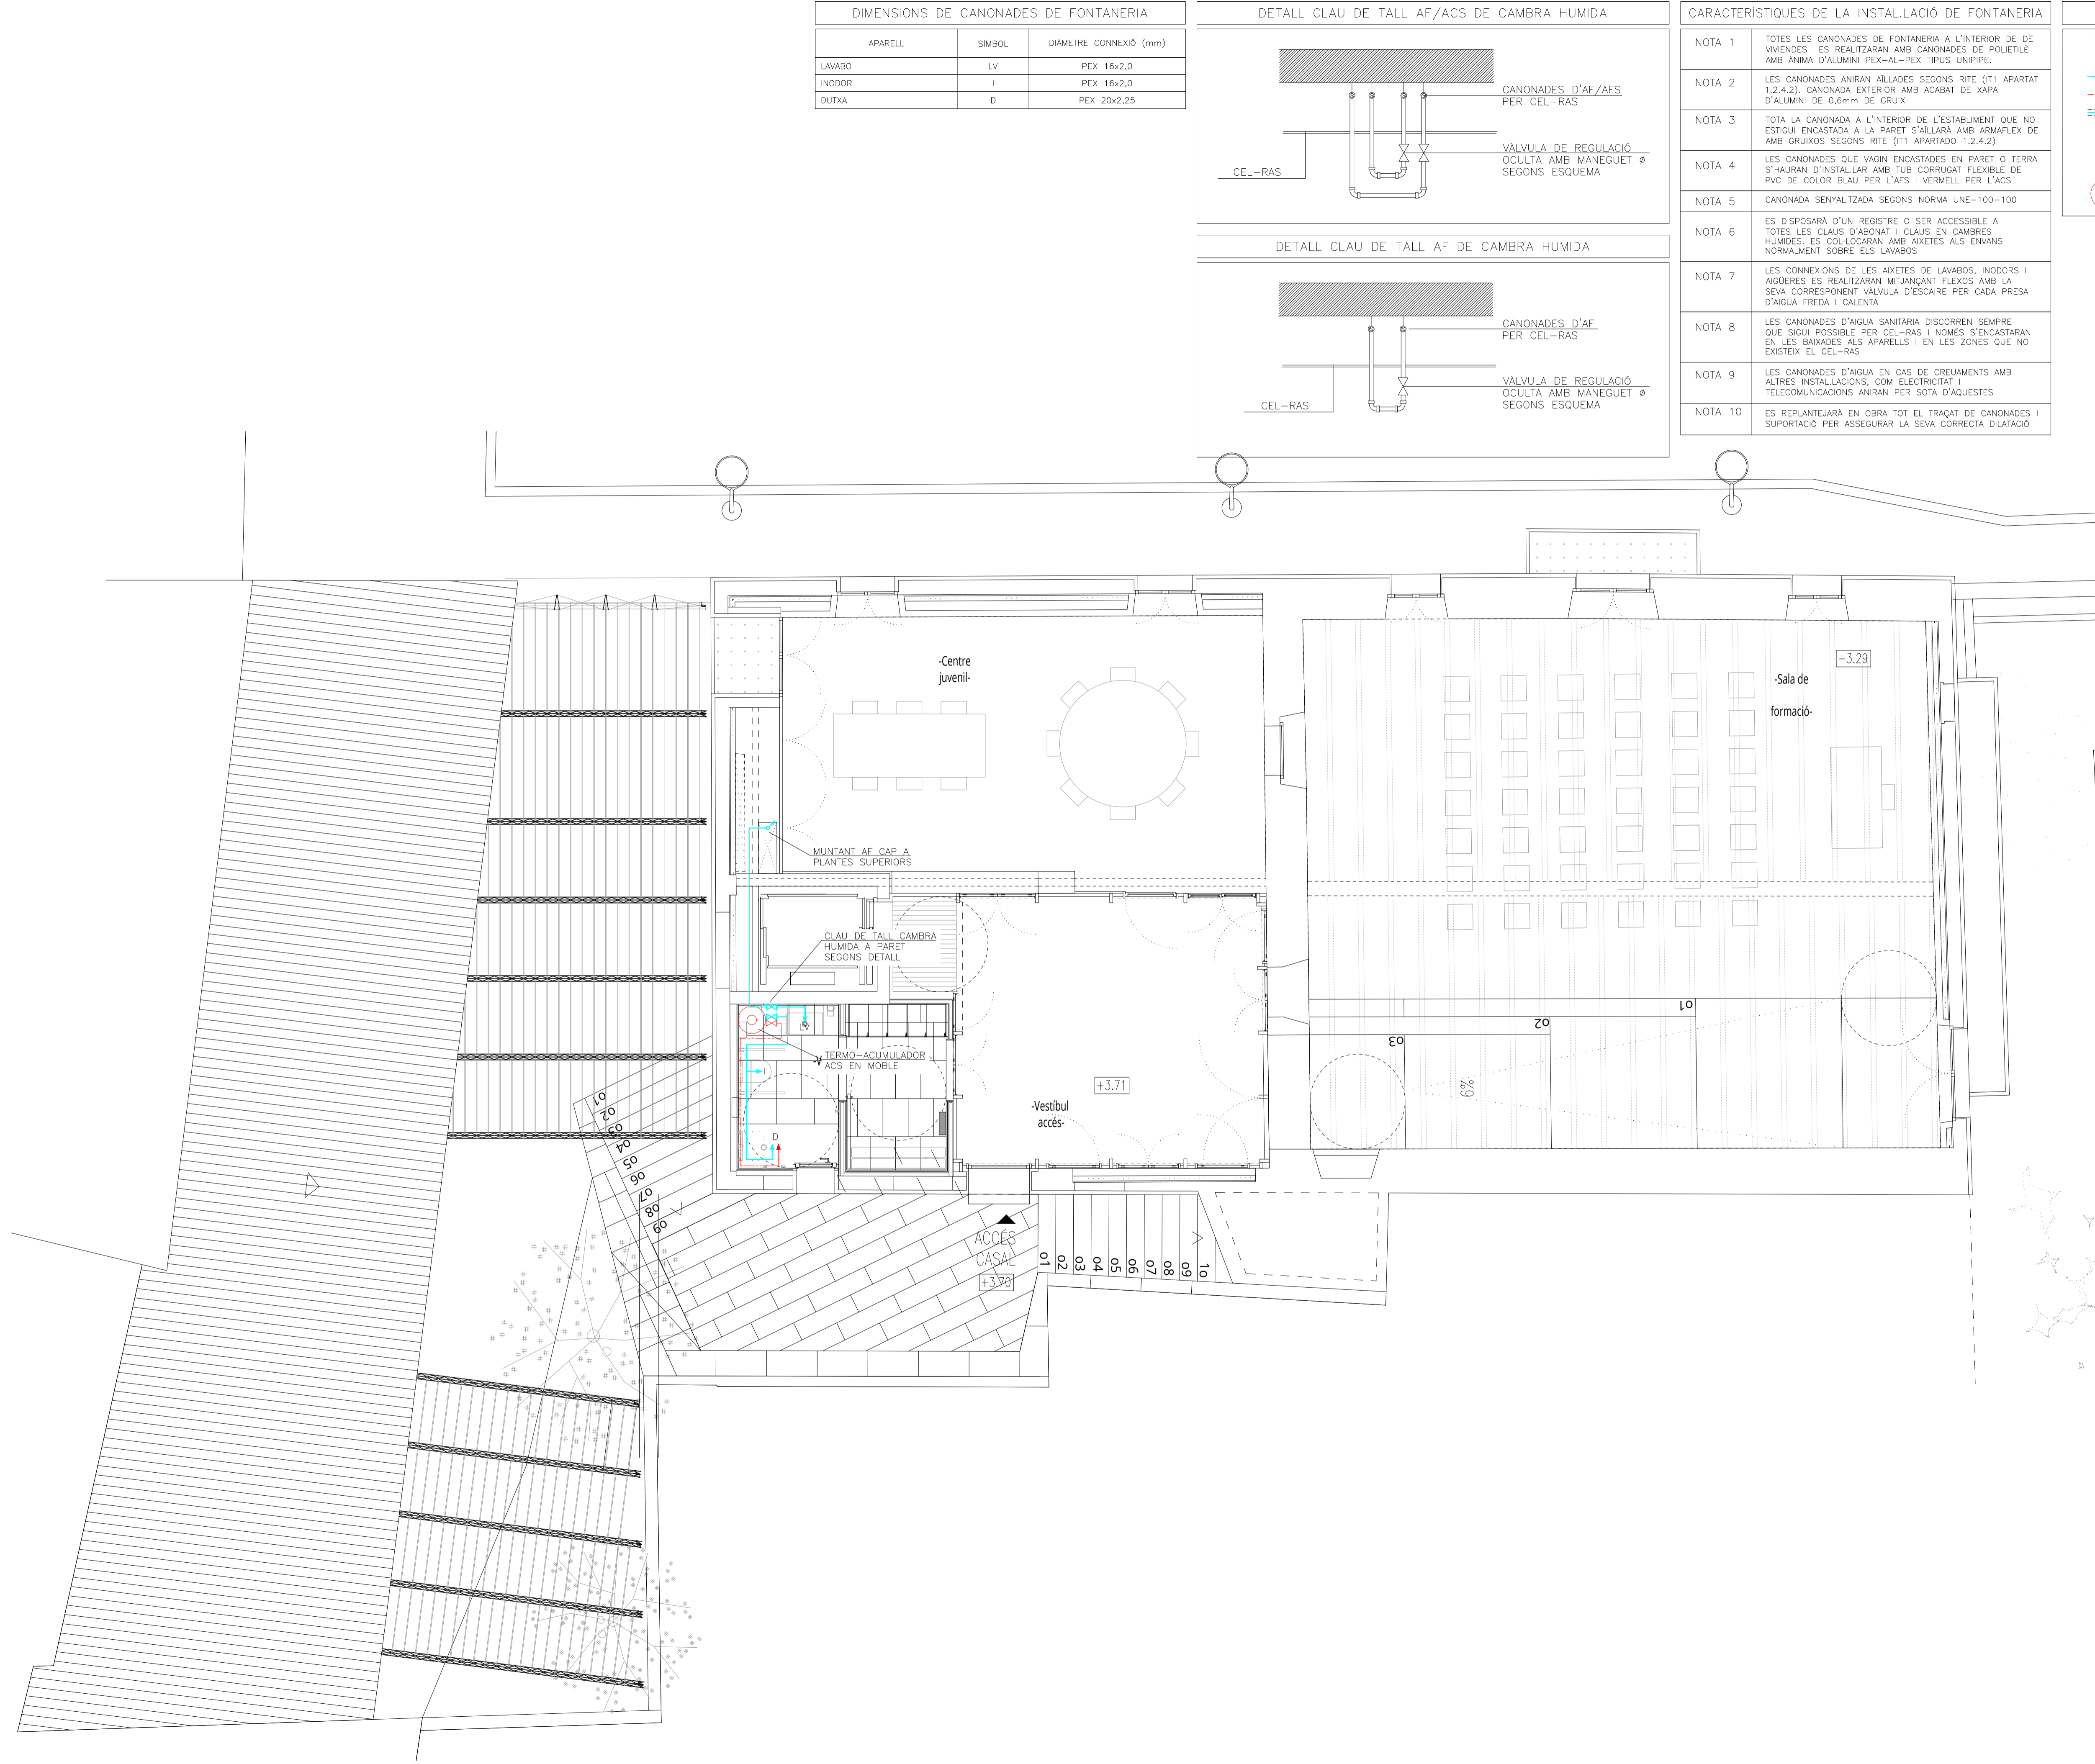 DIMENSIONS DE CANONADES DE FONTANERIA
APARELL SÍMBOL DIÀMETRE CONNEXIÓ (mm)
LAVABO LV PEX 16x2,0
INODOR I PEX 16x2,0
DUTXA D PEX 20x2,25
DETALL CLAU DE TALL AF/ACS DE CAMBRA HUMIDA
CANONADES D'AF/AFS
PER CEL-RAS
VÀLVULA DE REGULACIÓ
OCULTA AMB MANEGUET Ø
SEGONS ESQUEMA
CEL-RAS
DETALL CLAU DE TALL AF DE CAMBRA HUMIDA
CANONADES D'AF
PER CEL-RAS
VÀLVULA DE REGULACIÓ
OCULTA AMB MANEGUET Ø
SEGONS ESQUEMA
CEL-RAS
CARACTERÍSTIQUES DE LA INSTAL.LACIÓ DE FONTANERIA
NOTA 1 TOTES LES CANONADES DE FONTANERIA A L'INTERIOR DE DE
VIVIENDES ES REALITZARAN AMB CANONADES DE POLIETILÈ
AMB ÀNIMA D'ALUMINI PEX-AL-PEX TIPUS UNIPIPE.
NOTA 2 LES CANONADES ANIRAN AÏLLADES SEGONS RITE (IT1 APARTAT
1.2.4.2). CANONADA EXTERIOR AMB ACABAT DE XAPA
D'ALUMINI DE 0,6mm DE GRUIX
NOTA 3 TOTA LA CANONADA A L'INTERIOR DE L'ESTABLIMENT QUE NO
ESTIGUI ENCASTADA A LA PARET S'AÏLLARÀ AMB ARMAFLEX DE
AMB GRUIXOS SEGONS RITE (IT1 APARTADO 1.2.4.2)
NOTA 4 LES CANONADES QUE VAGIN ENCASTADES EN PARET O TERRA
S'HAURAN D'INSTAL.LAR AMB TUB CORRUGAT FLEXIBLE DE
PVC DE COLOR BLAU PER L'AFS I VERMELL PER L'ACS
NOTA 5 CANONADA SENYALITZADA SEGONS NORMA UNE-100-100
NOTA 6 ES DISPOSARÀ D'UN REGISTRE O SER ACCESSIBLE A
TOTES LES CLAUS D'ABONAT I CLAUS EN CAMBRES
HUMIDES. ES COL·LOCARAN AMB AIXETES ALS ENVANS
NORMALMENT SOBRE ELS LAVABOS
NOTA 7 LES CONNEXIONS DE LES AIXETES DE LAVABOS, INODORS I
AIGÜERES ES REALITZARAN MITJANÇANT FLEXOS AMB LA
SEVA CORRESPONENT VÀLVULA D'ESCAIRE PER CADA PRESA
D'AIGUA FREDA I CALENTA
NOTA 8 LES CANONADES D'AIGUA SANITÀRIA DISCORREN SEMPRE
QUE SIGUI POSSIBLE PER CEL-RAS I NOMÉS S'ENCASTARAN
EN LES BAIXADES ALS APARELLS I EN LES ZONES QUE NO
EXISTEIX EL CEL-RAS
NOTA 9 LES CANONADES D'AIGUA EN CAS DE CREUAMENTS AMB
ALTRES INSTAL.LACIONS, COM ELECTRICITAT I
TELECOMUNICACIONS ANIRAN PER SOTA D'AQUESTES
NOTA 10 ES REPLANTEJARÀ EN OBRA TOT EL TRAÇAT DE CANONADES I
SUPORTACIÓ PER ASSEGURAR LA SEVA CORRECTA DILATACIÓ
-Centre
juvenil-
+3.29
-Sala de
formació-
MUNTANT AF CAP A
PLANTES SUPERIORS
CLAU DE TALL CAMBRA
HUMIDA A PARET
SEGONS DETALL
LV
TERMO-ACUMULADOR
ACS EN MOBLE
I
D
+3.71
-Vestíbul
accés-
01
02
03
6%
01
02
03
04
05
06
07
08
09
ACCÉS
CASAL
+3.70
01
02
03
04
05
06
07
08
09
10